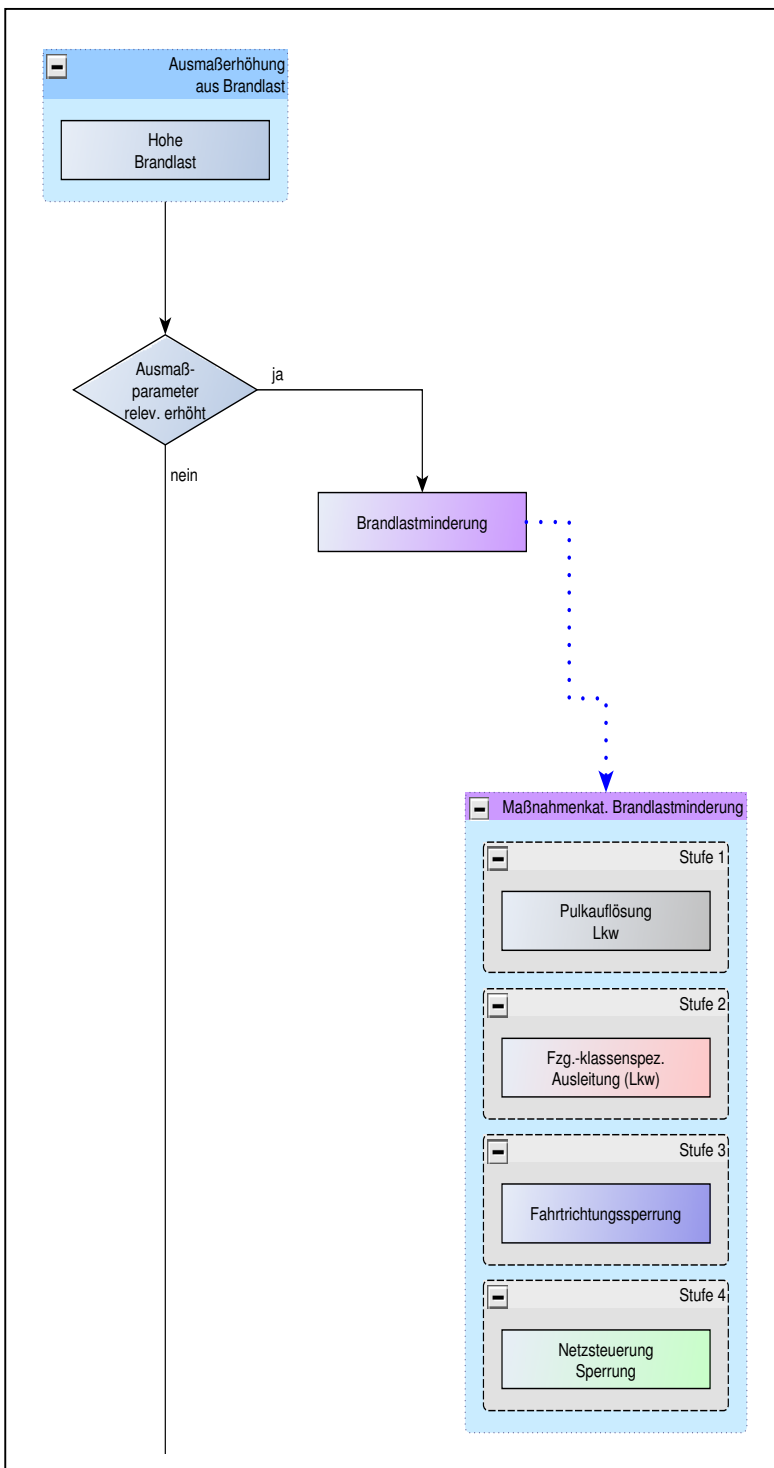 Ausmaßerhöhung
aus Brandlast
Hohe
Brandlast
Ausmaß-
parameter
relev. erhöht
ja
nein
Brandlastminderung
Maßnahmenkat. Brandlastminderung
Stufe 1
Pulkauflösung
Lkw
Stufe 2
Fzg.-klassenspez.
Ausleitung (Lkw)
Stufe 3
Fahrtrichtungssperrung
Stufe 4
Netzsteuerung
Sperrung